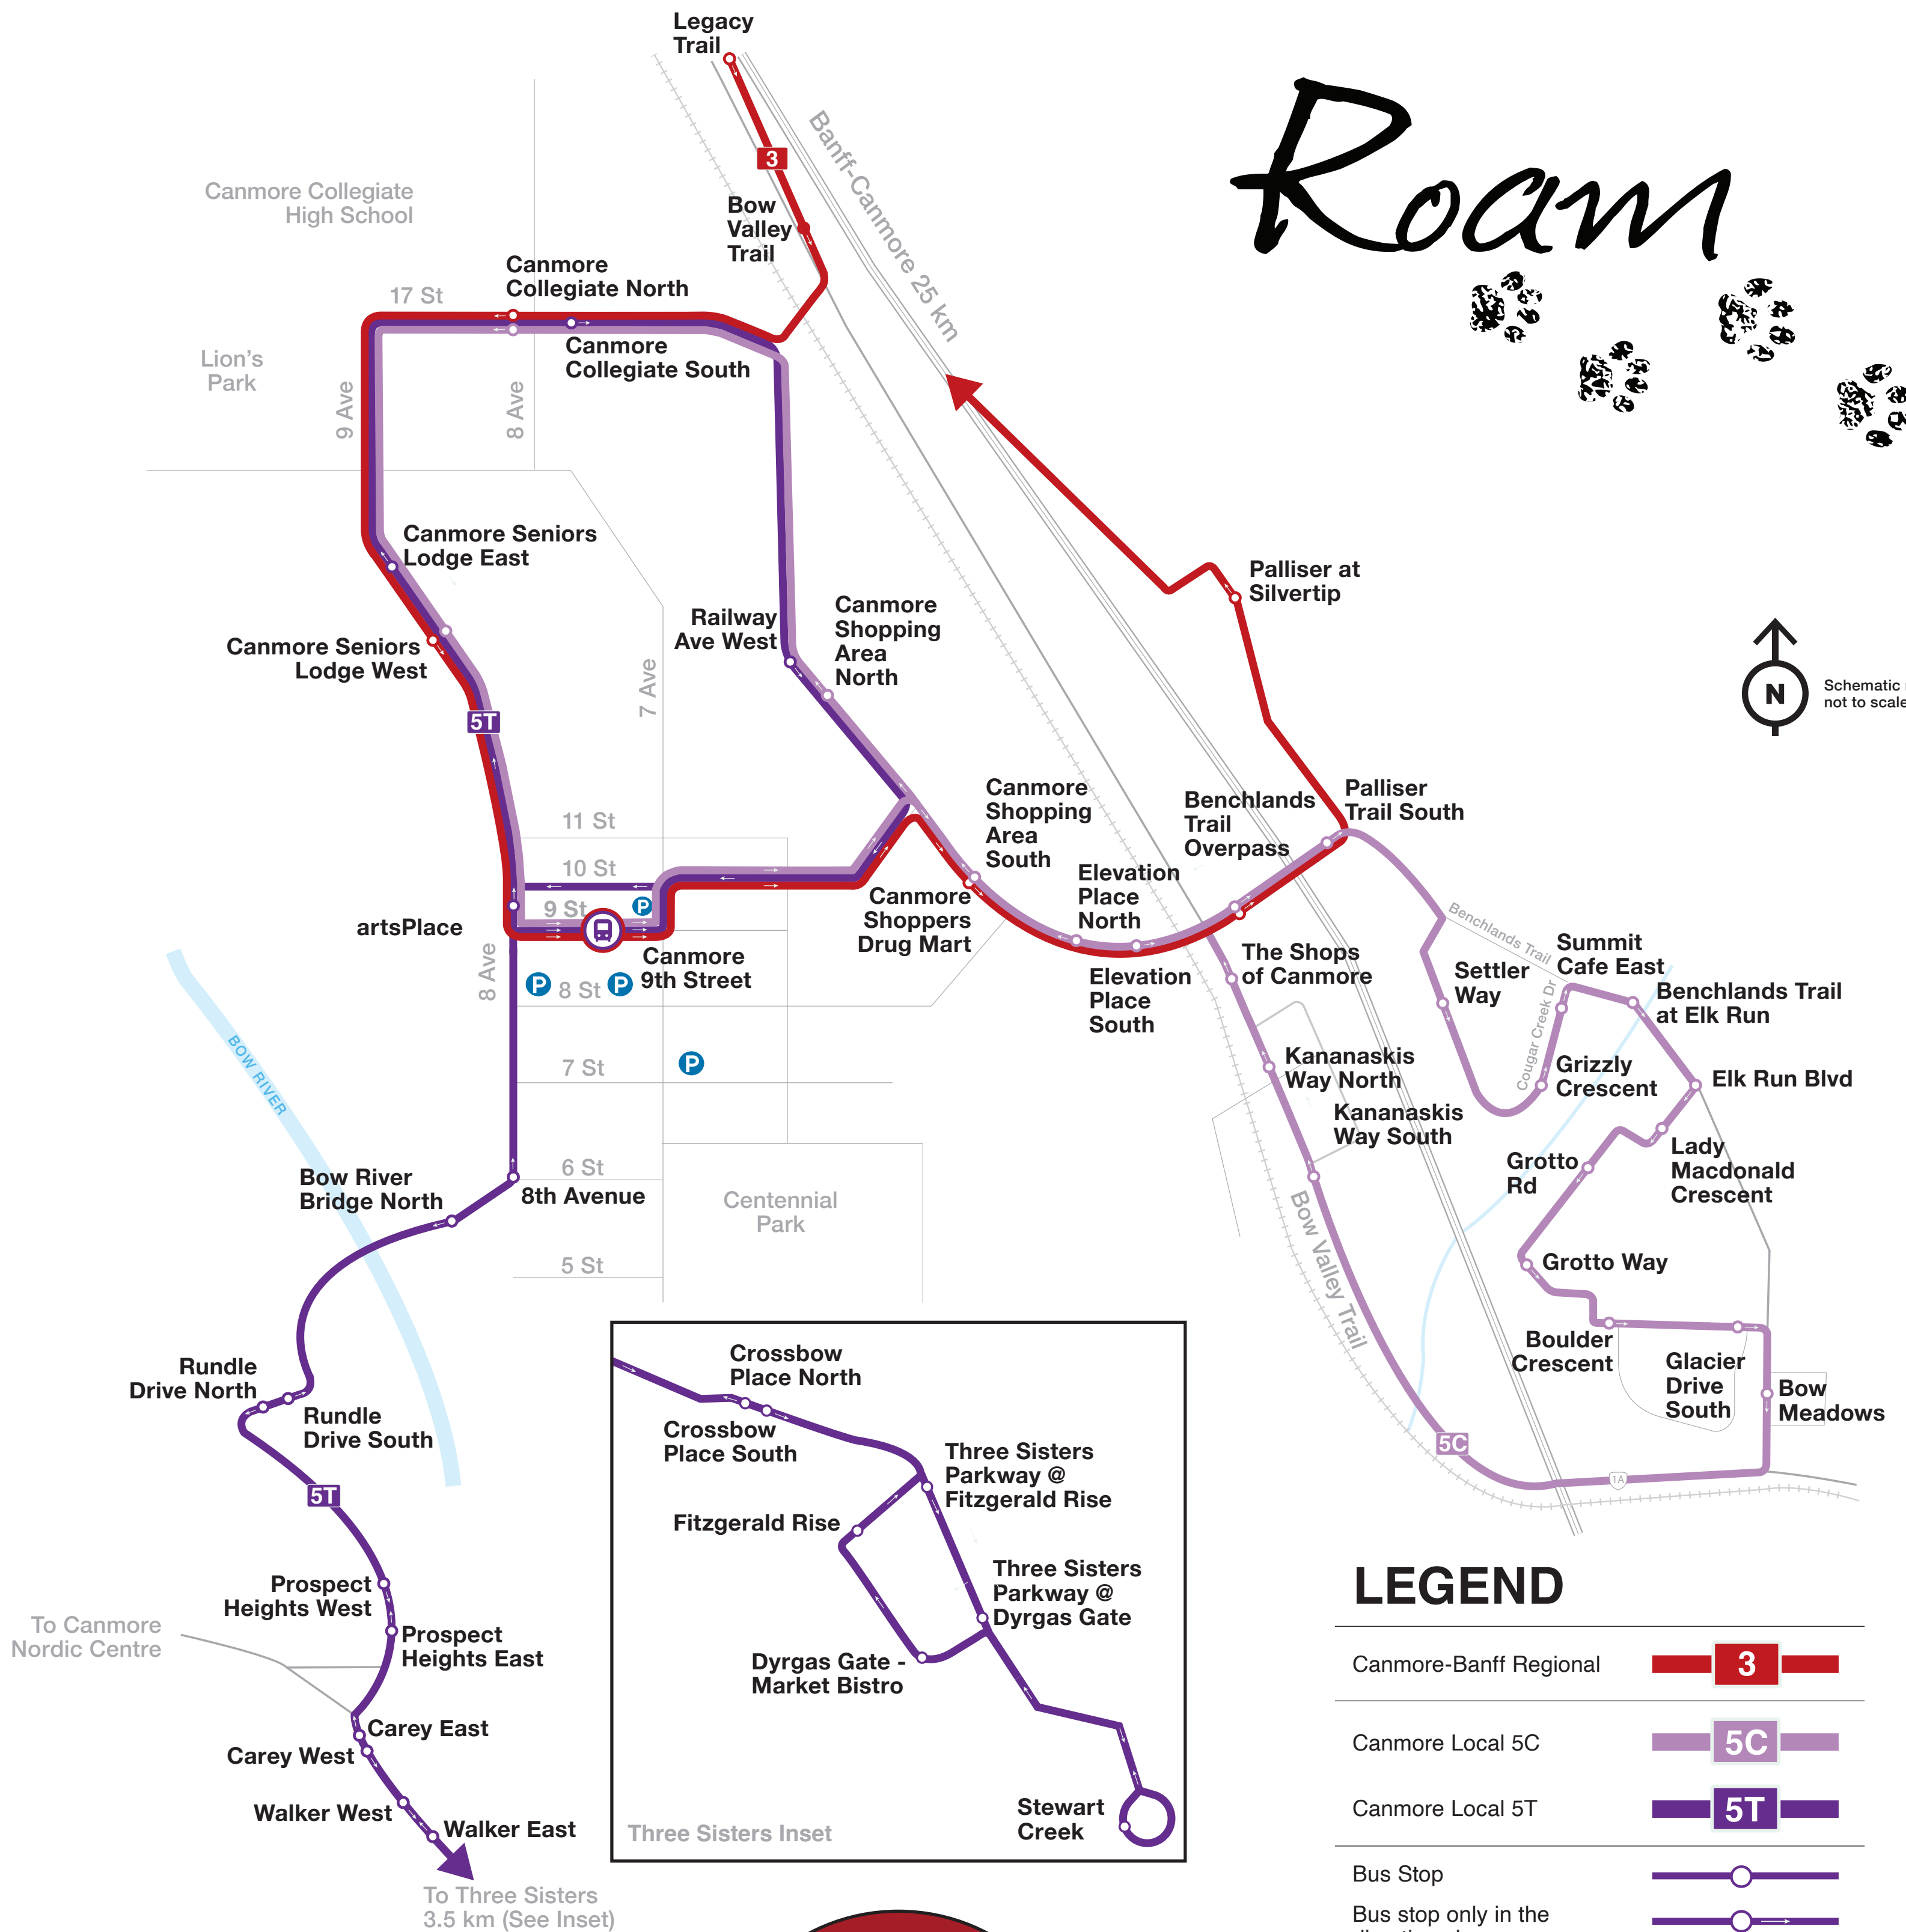 Legacy
Trail
Roam
3
Banff-Canmore 25 km
Canmore Collegiate
High School
Bow
Valley
Trail
Canmore
Collegiate North
17 St
Canmore
Collegiate South
Lion's
Park
9 Ave
8 Ave
Canmore Seniors
Lodge East
Palliser at
Silvertip
Railway
Ave West
Canmore
Shopping
Area
North
Canmore Seniors
Lodge West
7 Ave
N
Schematic
not to scale
5T
Canmore
Shopping
Area
South
Benchlands
Trail
Overpass
Palliser
Trail South
11 St
10 St
9 St
P
Elevation
Place
North
Canmore
Shoppers
Drug Mart
artsPlace
Canmore
9th Street
8 Ave
P
8 St
P
Elevation
Place
South
The Shops
of Canmore
Benchlands Trail
Settler
Way
Summit
Cafe East
Cougar Creek Dr
Benchlands Trail
at Elk Run
BOW RIVER
7 St
P
Kananaskis
Way North
Grizzly
Crescent
Elk Run Blvd
Kananaskis
Way South
Lady
Macdonald
Crescent
Grotto
Rd
Bow River
Bridge North
6 St
8th Avenue
Centennial
Park
Bow Valley Trail
5 St
Grotto Way
Boulder
Crescent
Glacier
Drive
South
Bow
Meadows
5C
1A
Rundle
Drive North
Rundle
Drive South
5T
Crossbow
Place North
Crossbow
Place South
Three Sisters
Parkway @
Fitzgerald Rise
Fitzgerald Rise
Three Sisters
Parkway @
Dyrgas Gate
Dyrgas Gate -
Market Bistro
Stewart
Creek
Three Sisters Inset
Prospect
Heights West
To Canmore
Nordic Centre
Prospect
Heights East
Carey East
Carey West
Walker West
Walker East
To Three Sisters
3.5 km (See Inset)
LEGEND
Canmore-Banff Regional
3
Canmore Local 5C
5C
Canmore Local 5T
5T
Bus Stop
Bus stop only in the